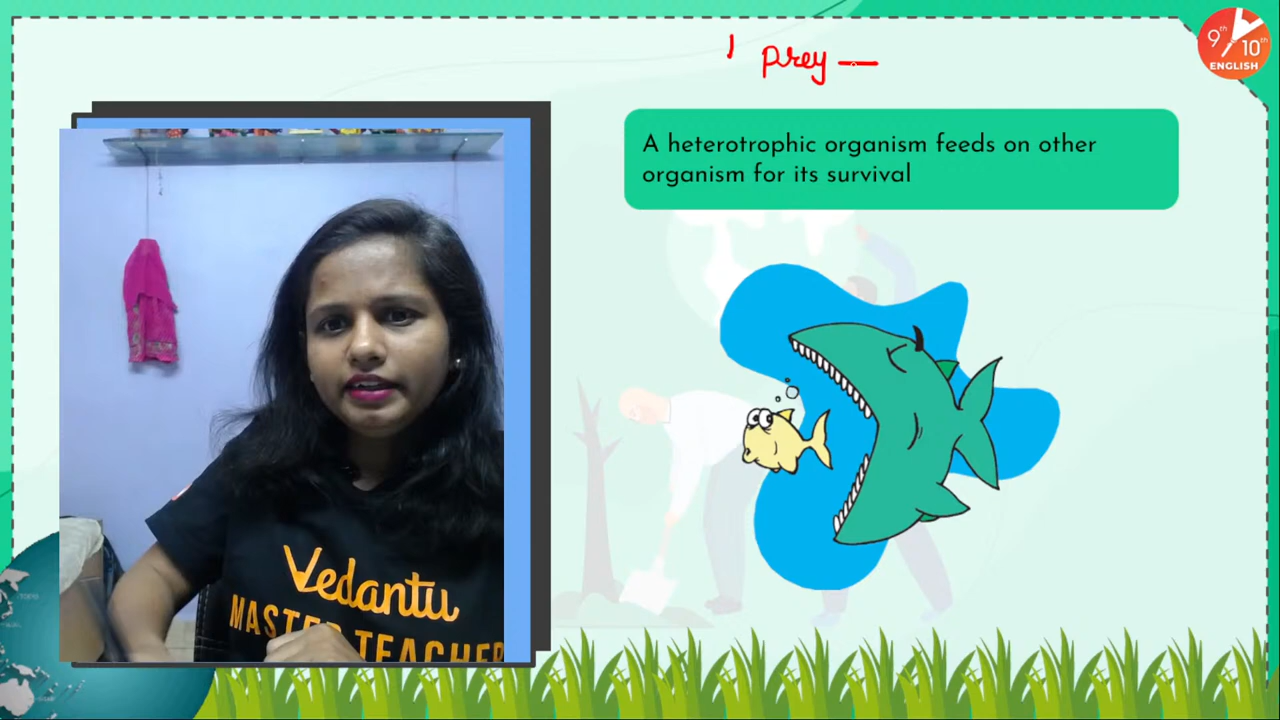 1 Prey —
9th 10th
ENGLISH
A heterotrophic organism feeds on other
organism for its survival
Vedantu
MASTER TEACHER